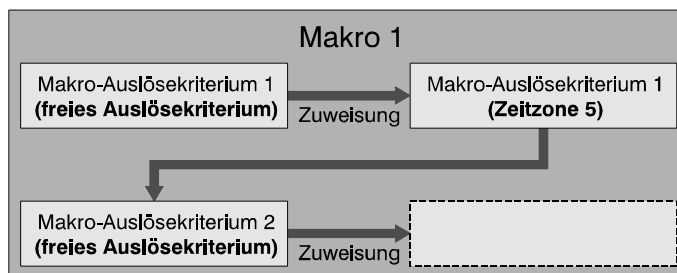 Makro 1
Makro-Auslösekriterium 1
(freies Auslösekriterium)
Zuweisung
Makro-Auslösekriterium 1
(Zeitzone 5)
Makro-Auslösekriterium 2
(freies Auslösekriterium)
Zuweisung